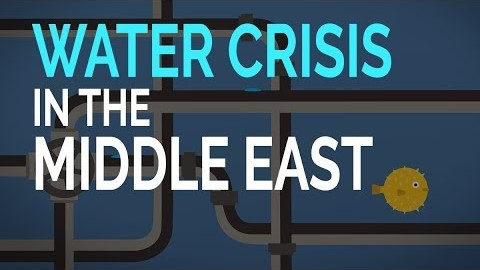 WATER CRISIS
IN THE
MIDDLE EAST